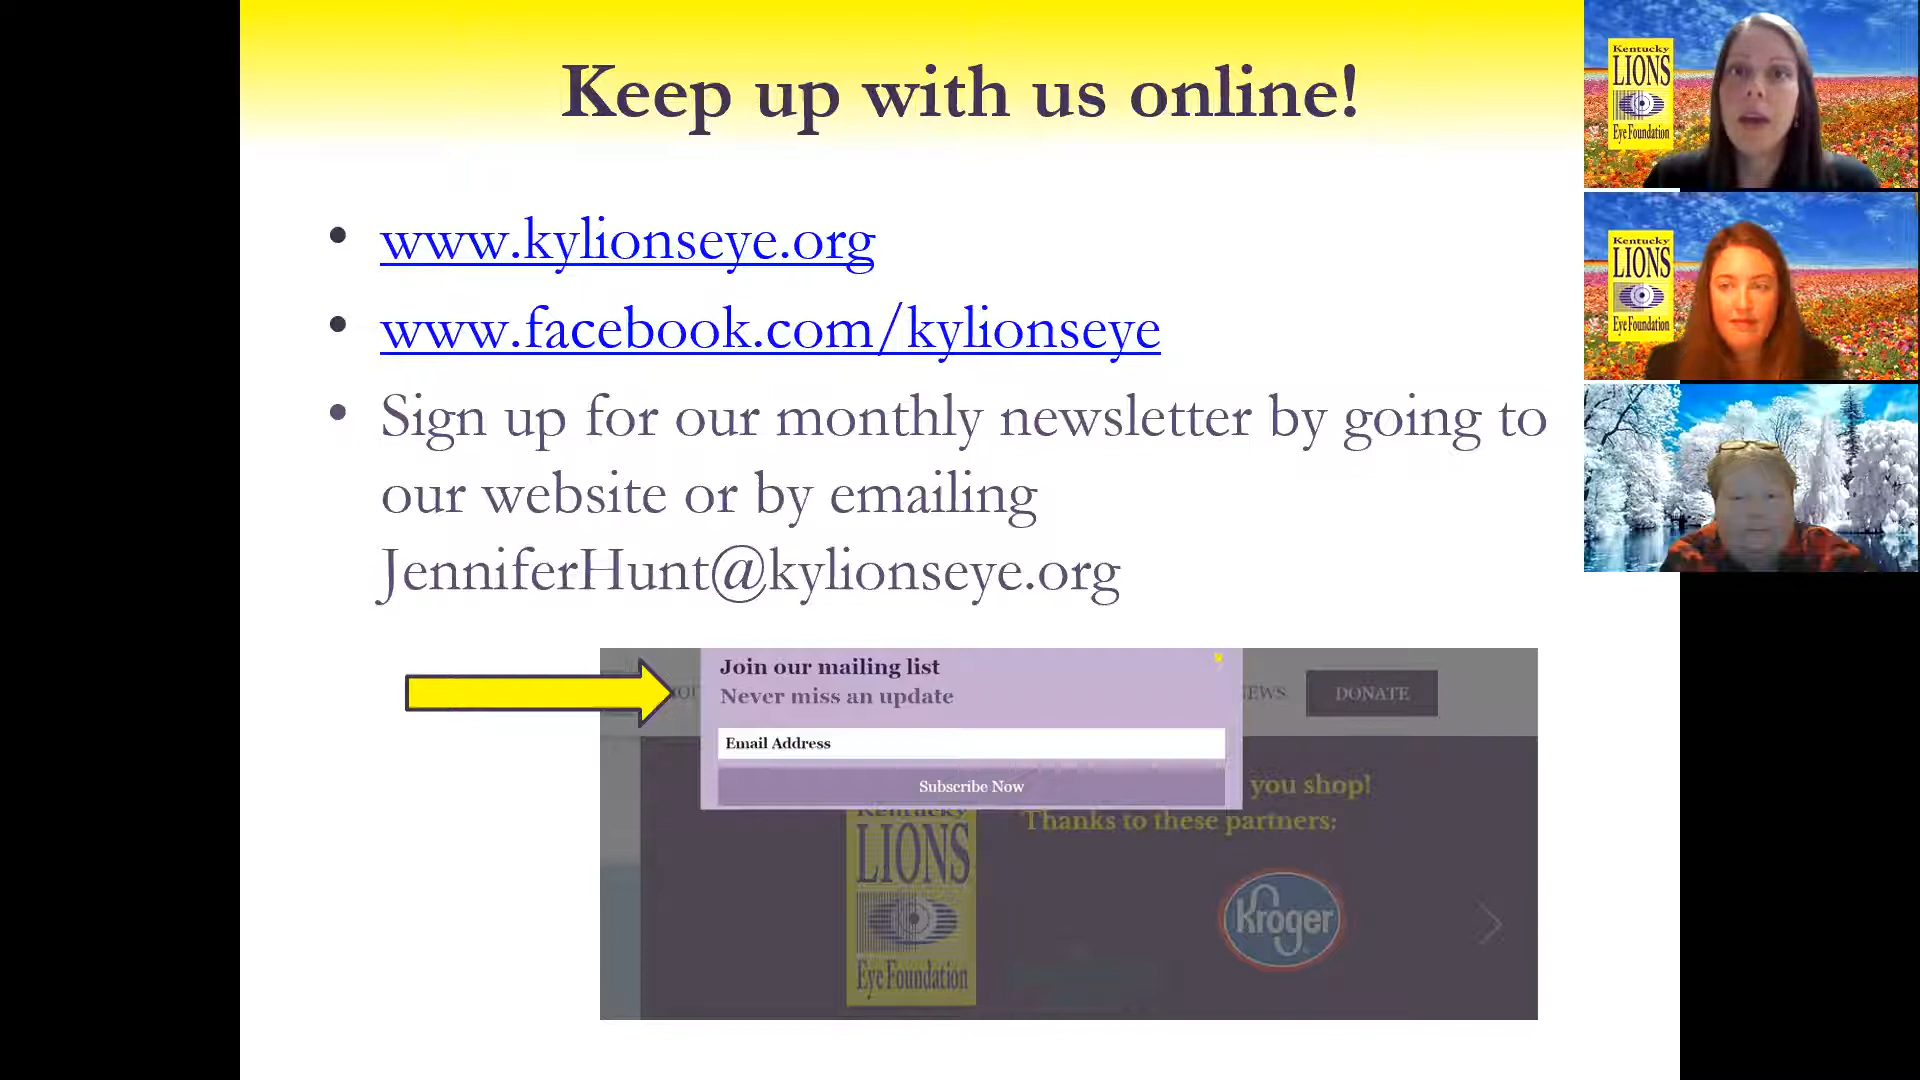 Keep up with us online!
www.kylionseye.org
www.facebook.com/kylionseye
Sign up for our monthly newsletter by going to
our website or by emailing
JenniferHunt@kylionseye.org
Join our mailing list
Never miss an update
Email Address
Subscribe Now
DONATE
you shop!
Thanks to these partners:
Kentucky
LIONS
Eye Foundation
Kroger
Kentucky
LIONS
Eye Foundation
Kentucky
LIONS
Eye Foundation